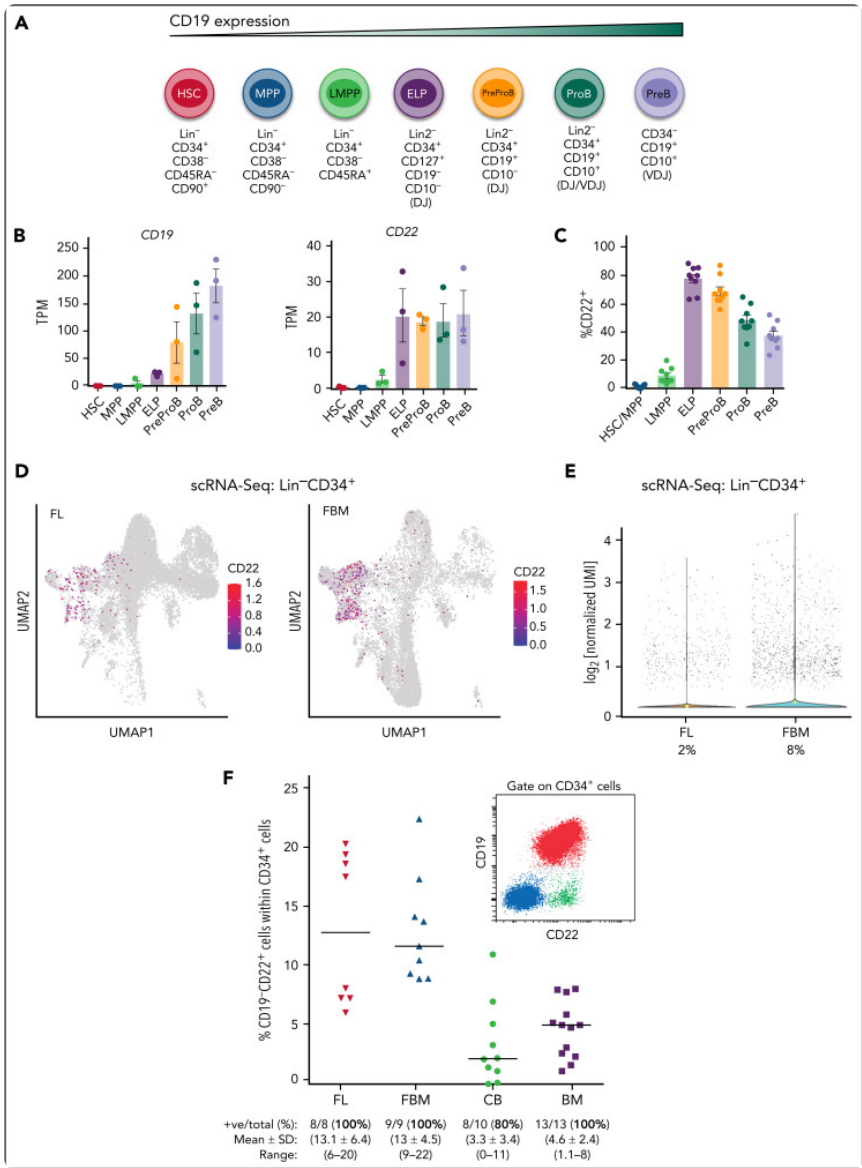 A
CD19 expression
HSC
MPP
LMPP
ELP
PreProB
ProB
PreB
Lin⁻
CD34⁺
CD38⁻
CD45RA⁻
CD90⁺
Lin⁻
CD34⁺
CD38⁻
CD45RA⁻
CD90⁻
Lin⁻
CD34⁺
CD38⁻
CD45RA⁺
Lin2⁻
CD34⁺
CD127⁺
CD19⁻
CD10⁻
(DJ)
Lin2⁻
CD34⁺
CD19⁺
CD10⁻
(DJ)
Lin2⁻
CD34⁺
CD19⁺
CD10⁺
(DJ/VDJ)
CD34⁻
CD19⁺
CD10⁺
(VDJ)
B
CD19
TPM
250
200
150
100
50
0
HSC
MPP
LMPP
ELP
PreProB
ProB
PreB
CD22
TPM
40
30
20
10
0
HSC
MPP
LMPP
ELP
PreProB
ProB
PreB
C
%CD22⁺
100
80
60
40
20
0
HSC/MPP
LMPP
ELP
PreProB
ProB
PreB
D
scRNA-Seq: Lin⁻CD34⁺
FL
UMAP2
UMAP1
CD22
1.6
1.2
0.8
0.4
0.0
FBM
UMAP2
UMAP1
CD22
1.5
1.0
0.5
0.0
E
scRNA-Seq: Lin⁻CD34⁺
log₂ [normalized UMI]
4
3
2
1
0
FL
FBM
2%
8%
F
% CD19⁻CD22⁺ cells within CD34⁺ cells
25
20
15
10
5
0
Gate on CD34⁺ cells
CD19
CD22
FL
FBM
CB
BM
+ve/total (%): 8/8 (100%) 9/9 (100%) 8/10 (80%) 13/13 (100%)
Mean ± SD: (13.1 ± 6.4) (13 ± 4.5) (3.3 ± 3.4) (4.6 ± 2.4)
Range: (6–20) (9–22) (0–11) (1.1–8)